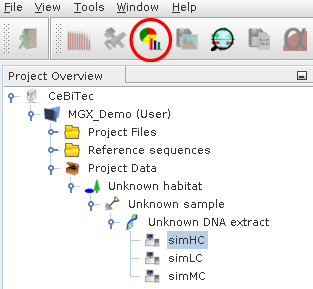 File View Tools Window Help
Project Overview
CeBiTec
MGX_Demo (User)
Project Files
Reference sequences
Project Data
Unknown habitat
Unknown sample
Unknown DNA extract
simHC
simLC
simMC